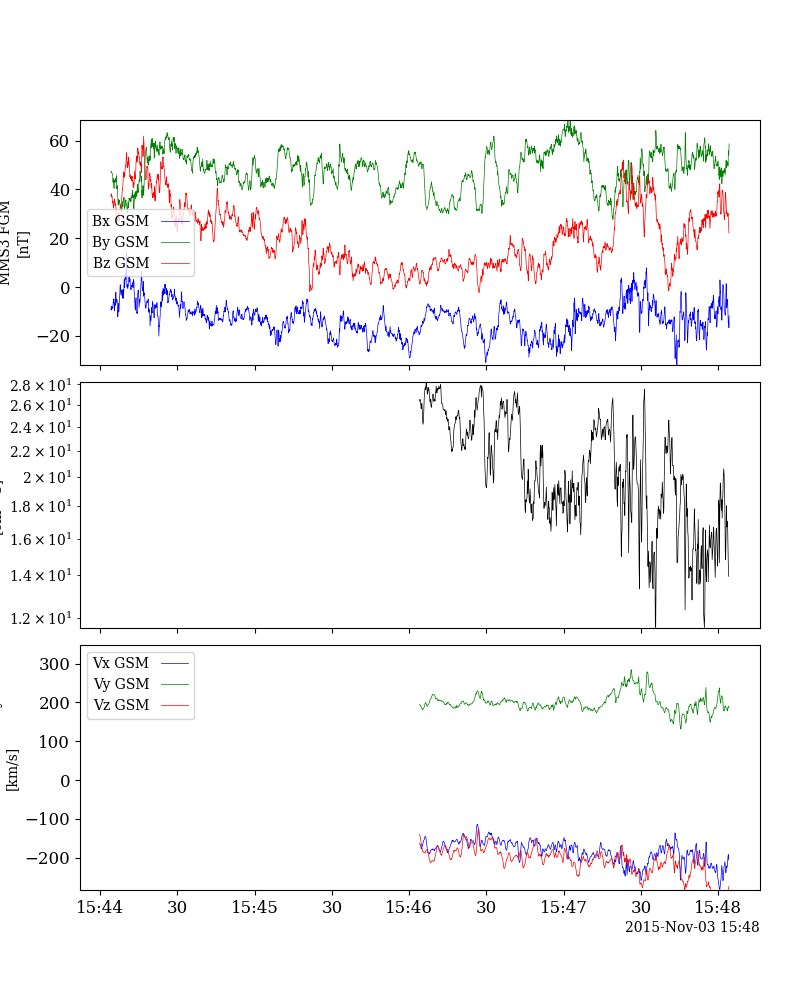 60
40
20
0
−20
MMS3 FGM
[nT]
Bx GSM
By GSM
Bz GSM
2.8 × 10¹
2.6 × 10¹
2.4 × 10¹
2.2 × 10¹
2 × 10¹
1.8 × 10¹
1.6 × 10¹
1.4 × 10¹
1.2 × 10¹
300
200
100
0
−100
−200
[km/s]
Vx GSM
Vy GSM
Vz GSM
15:44 30 15:45 30 15:46 30 15:47 30 15:48
2015-Nov-03 15:48